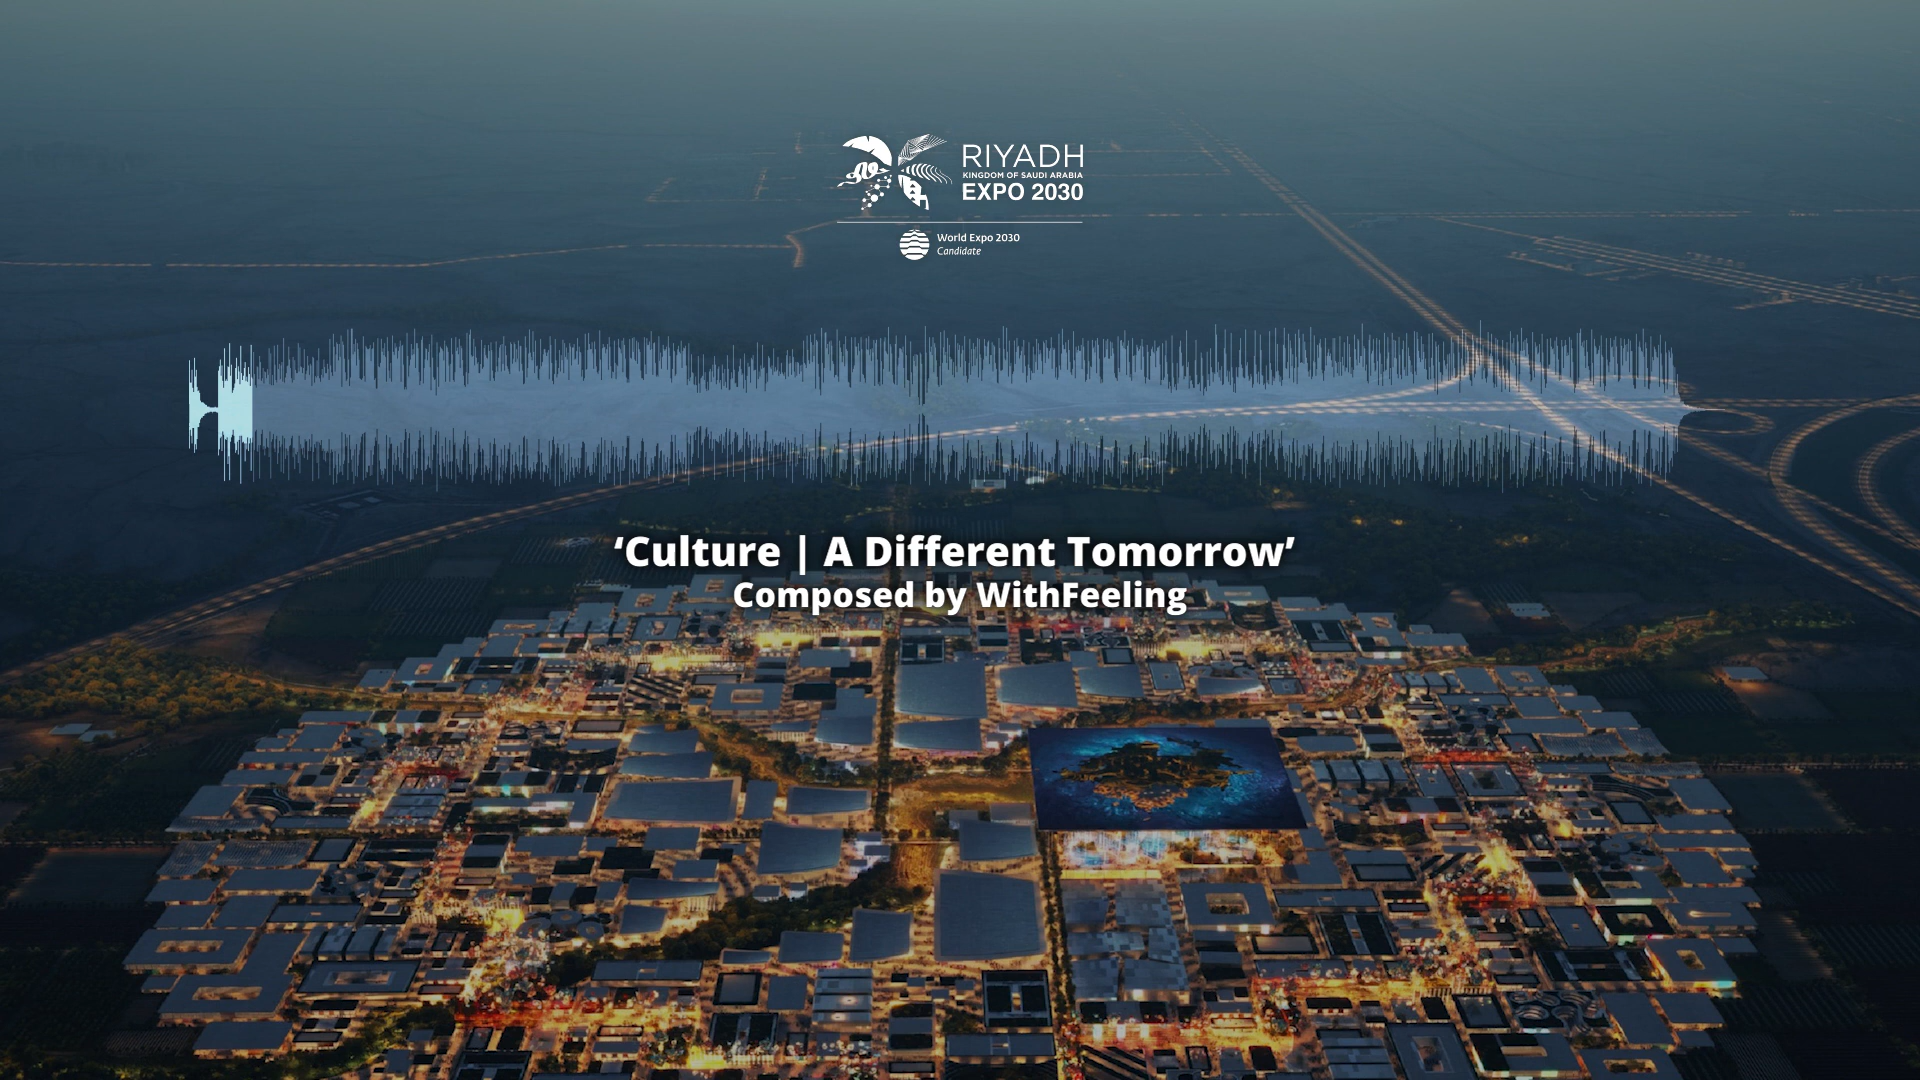 RIYADH
KINGDOM OF SAUDI ARABIA
EXPO 2030
World Expo 2030
Candidate
‘Culture | A Different Tomorrow’
Composed by WithFeeling